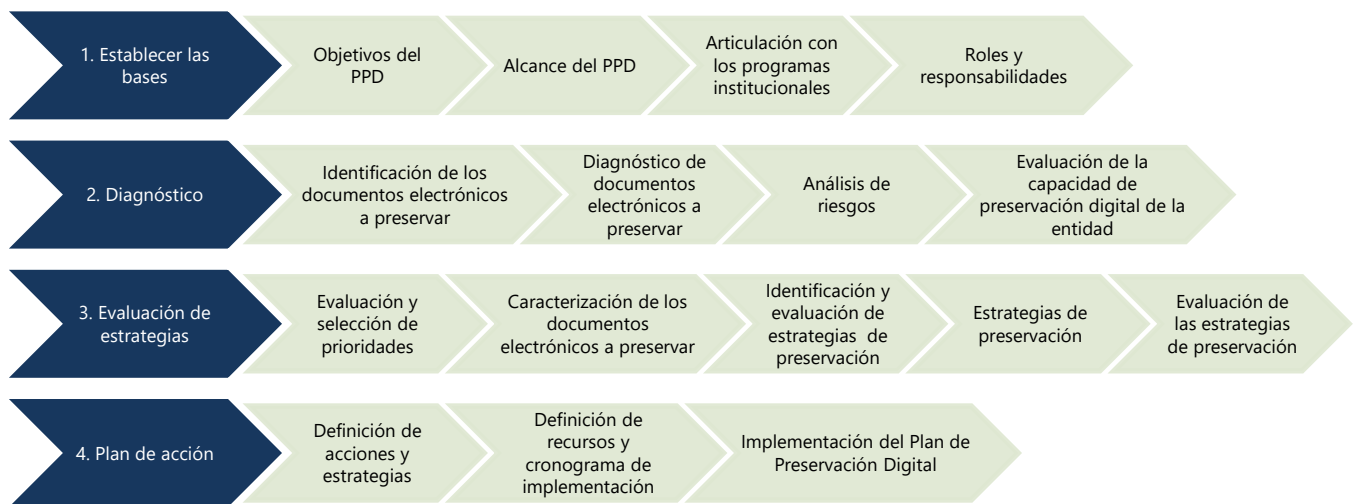 1. Establecer las
bases
Objetivos del
PPD
Alcance del PPD
Articulación con
los programas
institucionales
Roles y
responsabilidades
2. Diagnóstico
Identificación de los
documentos electrónicos
a preservar
Diagnóstico de
documentos
electrónicos a
preservar
Análisis de
riesgos
Evaluación de la
capacidad de
preservación digital de la
entidad
3. Evaluación de
estrategias
Evaluación y
selección de
prioridades
Caracterización de los
documentos
electrónicos a preservar
Identificación y
evaluación de
estrategias de
preservación
Estrategias de
preservación
Evaluación de
las estrategias
de preservación
4. Plan de acción
Definición de
acciones y
estrategias
Definición de
recursos y
cronograma de
implementación
Implementación del Plan de
Preservación Digital